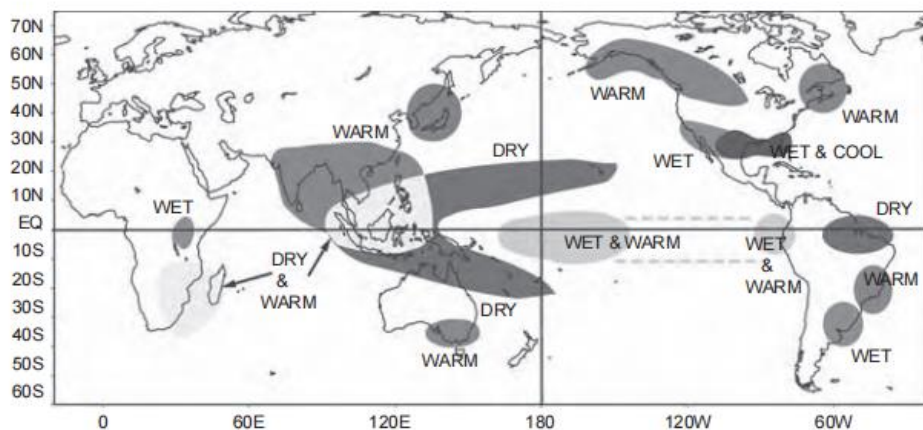 70N
60N
50N
40N
30N
20N
10N
EQ
10S
20S
30S
40S
50S
60S
WARM
WARM
WARM
DRY
WET
WET & COOL
WET
DRY
DRY
&
WARM
WET & WARM
WET
&
WARM
WARM
DRY
WARM
WET
0
60E
120E
180
120W
60W